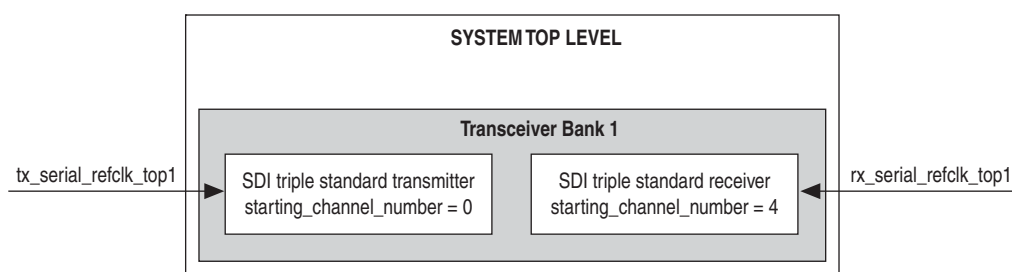 SYSTEM TOP LEVEL
Transceiver Bank 1
tx_serial_refclk_top1
SDI triple standard transmitter
starting_channel_number = 0
SDI triple standard receiver
starting_channel_number = 4
rx_serial_refclk_top1